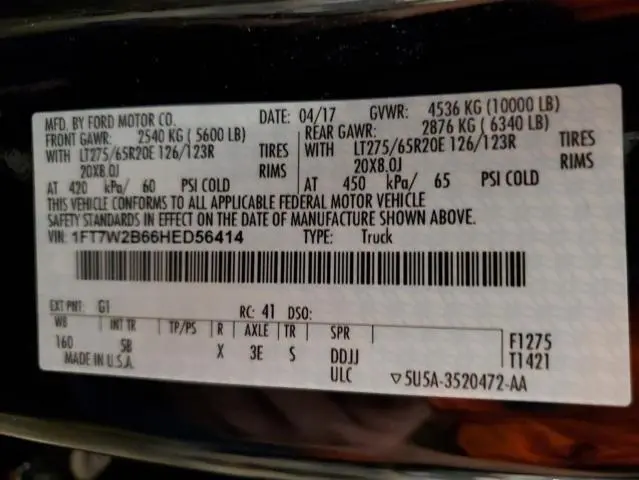 MFD. BY FORD MOTOR CO. DATE: 04/17 GVWR: 4536 KG (10000 LB)
FRONT GAWR: 2540 KG ( 5600 LB) REAR GAWR: 2876 KG ( 6340 LB)
WITH LT275/65R20E 126/123R TIRES WITH LT275/65R20E 126/123R TIRES
20X8.0J RIMS 20X8.0J RIMS
AT 420 kPa/ 60 PSI COLD AT 450 kPa/ 65 PSI COLD
THIS VEHICLE CONFORMS TO ALL APPLICABLE FEDERAL MOTOR VEHICLE
SAFETY STANDARDS IN EFFECT ON THE DATE OF MANUFACTURE SHOWN ABOVE.
VIN: 1FT7W2B66HED56414 TYPE: Truck
EXT PNT: G1 RC: 41 DSO:
WB INT TR TP/PS R AXLE TR SPR F1275
160 SB X 3E S DDJJ T1421
MADE IN U.S.A. ULC ▽5U5A-3520472-AA